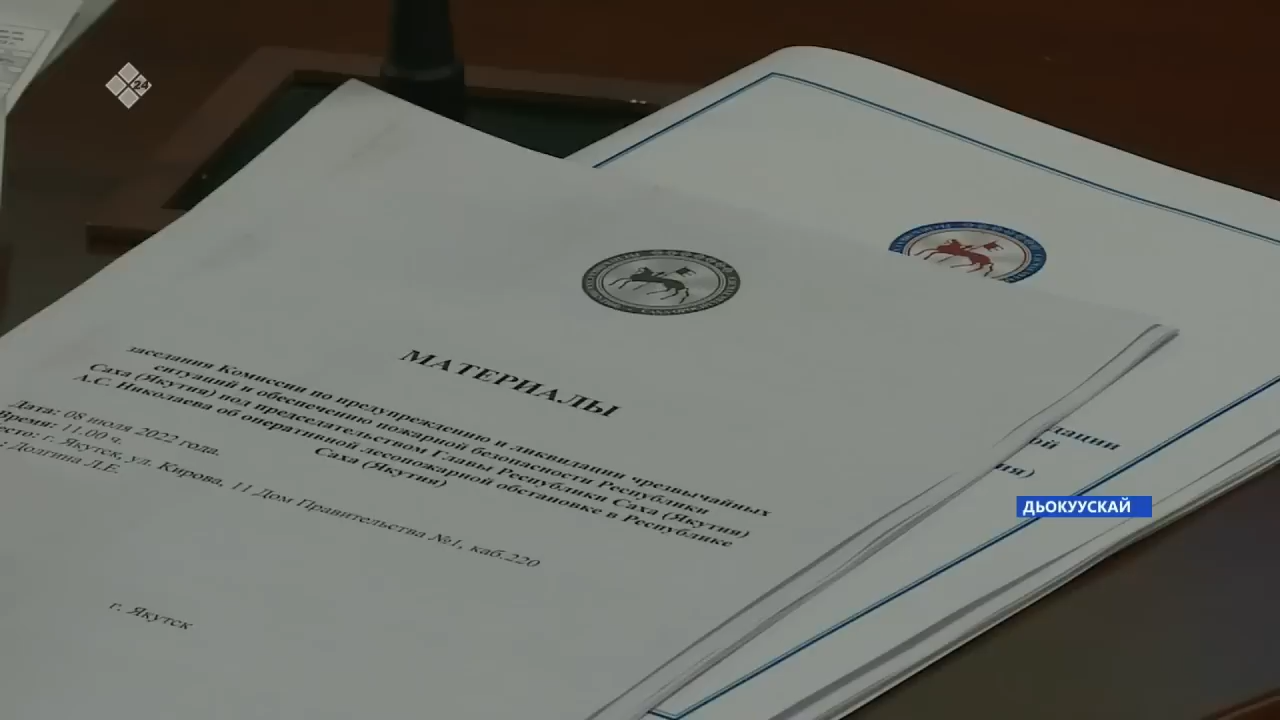 24
МАТЕРИАЛЫ
заседания Комиссии по предупреждению и ликвидации чрезвычайных
ситуаций и обеспечению пожарной безопасности Республики
Саха (Якутия) под председательством Главы Республики Саха (Якутия)
А.С. Николаева об оперативной лесопожарной обстановке в Республике
Саха (Якутия)
Дата: 08 июля 2022 года.
Время: 11.00 ч.
г. Якутск, ул. Кирова, 11 Дом Правительства №1, каб.220
: Долгина Л.Е.
г. Якутск
ДЬОКУУСКАЙ